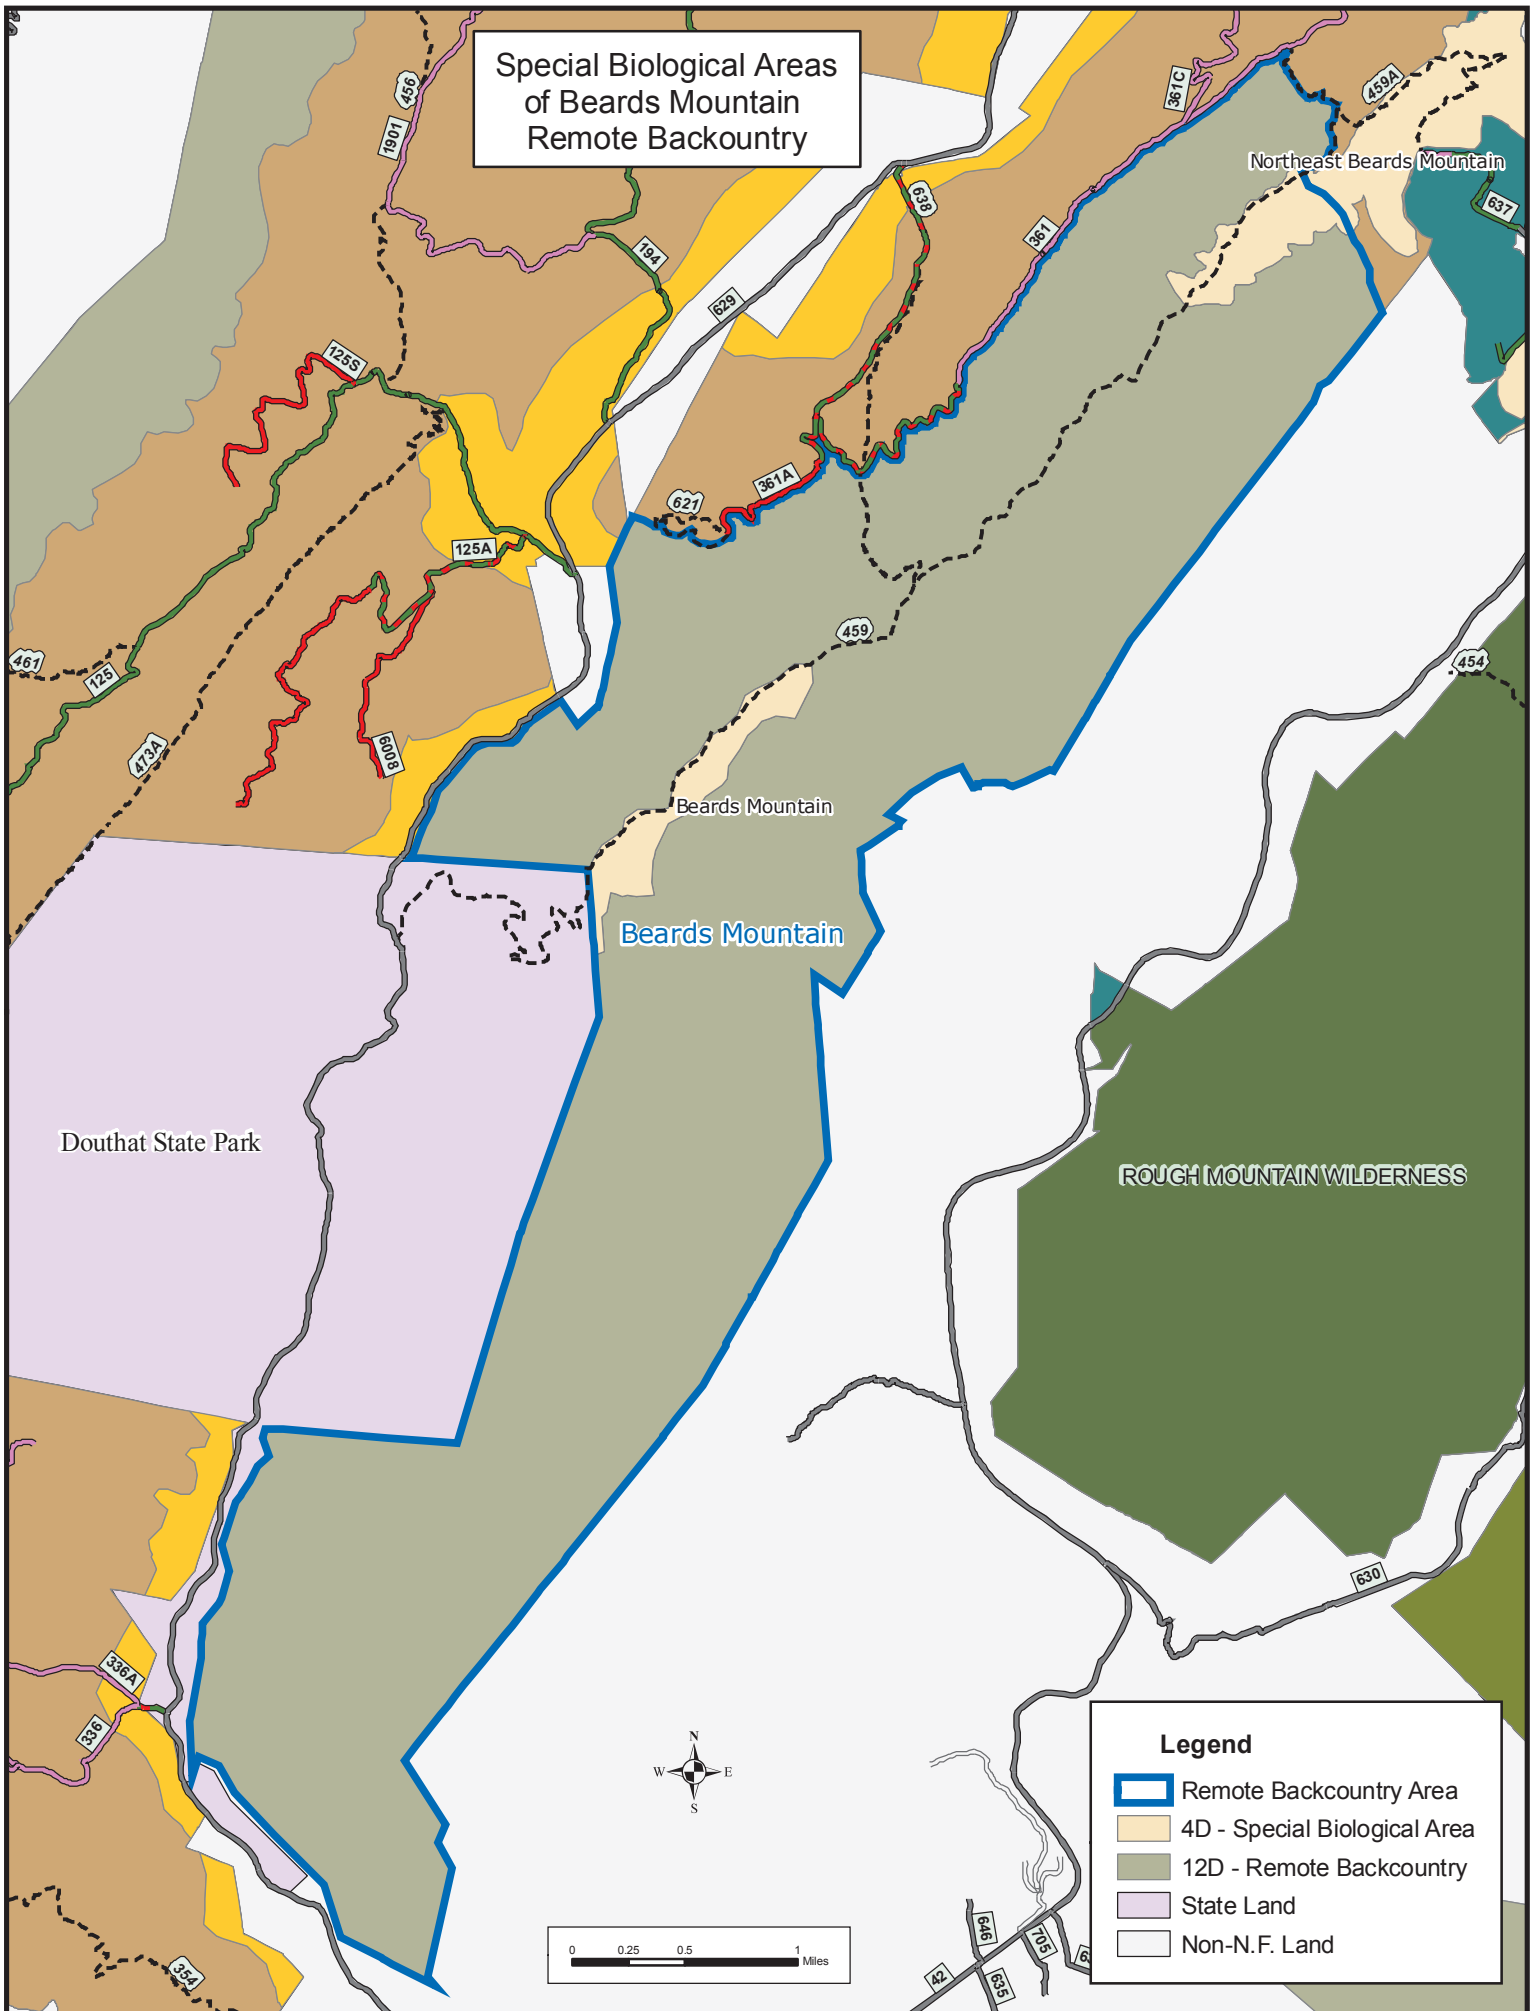 Special Biological Areas
of Beards Mountain
Remote Backountry
456
1901
361C
459A
Northeast Beards Mountain
638
637
194
361
629
125S
361A
621
125A
459
461
125
454
473A
6008
Beards Mountain
Beards Mountain
Douthat State Park
ROUGH MOUNTAIN WILDERNESS
630
336A
336
N
W E
S
Legend
Remote Backcountry Area
4D - Special Biological Area
12D - Remote Backcountry
State Land
Non-N.F. Land
646
705
0 0.25 0.5 1
Miles
354
42
635